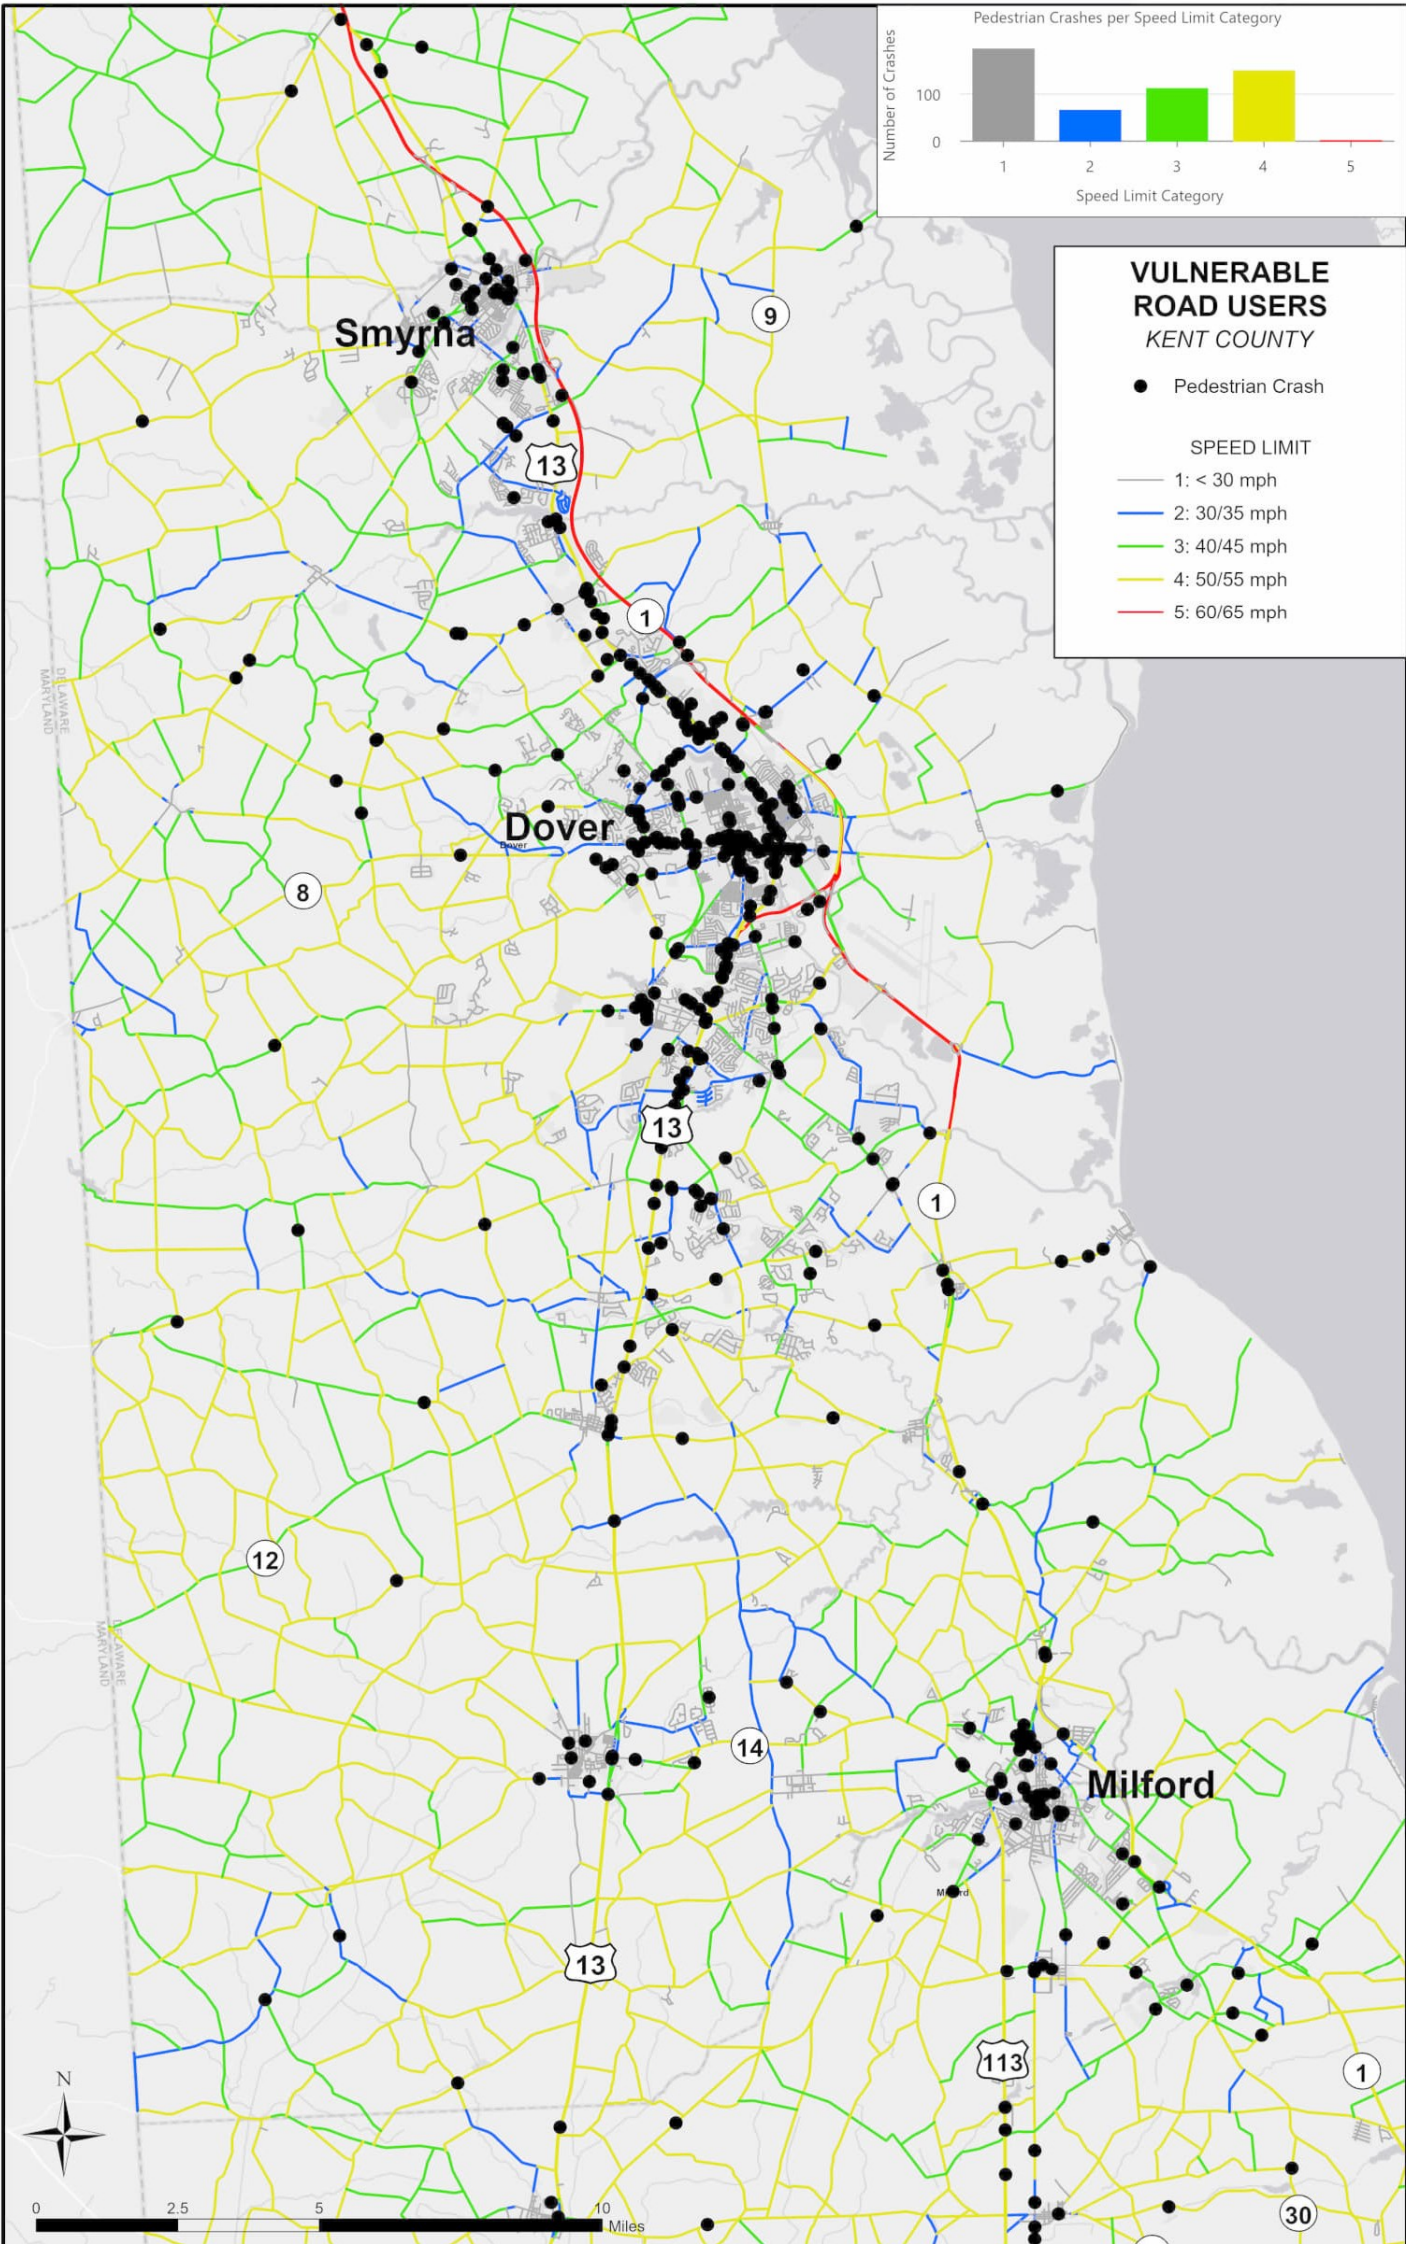 Pedestrian Crashes per Speed Limit Category
Number of Crashes
100
0
1 2 3 4 5
Speed Limit Category
VULNERABLE
ROAD USERS
KENT COUNTY
Pedestrian Crash
SPEED LIMIT
1: < 30 mph
2: 30/35 mph
3: 40/45 mph
4: 50/55 mph
5: 60/65 mph
9
Smyrna
13
1
DELAWARE
MARYLAND
Dover
Dover
8
13
1
12
DELAWARE
MARYLAND
14
Milford
13
113
1
N
0 2.5 5 10
Miles
30